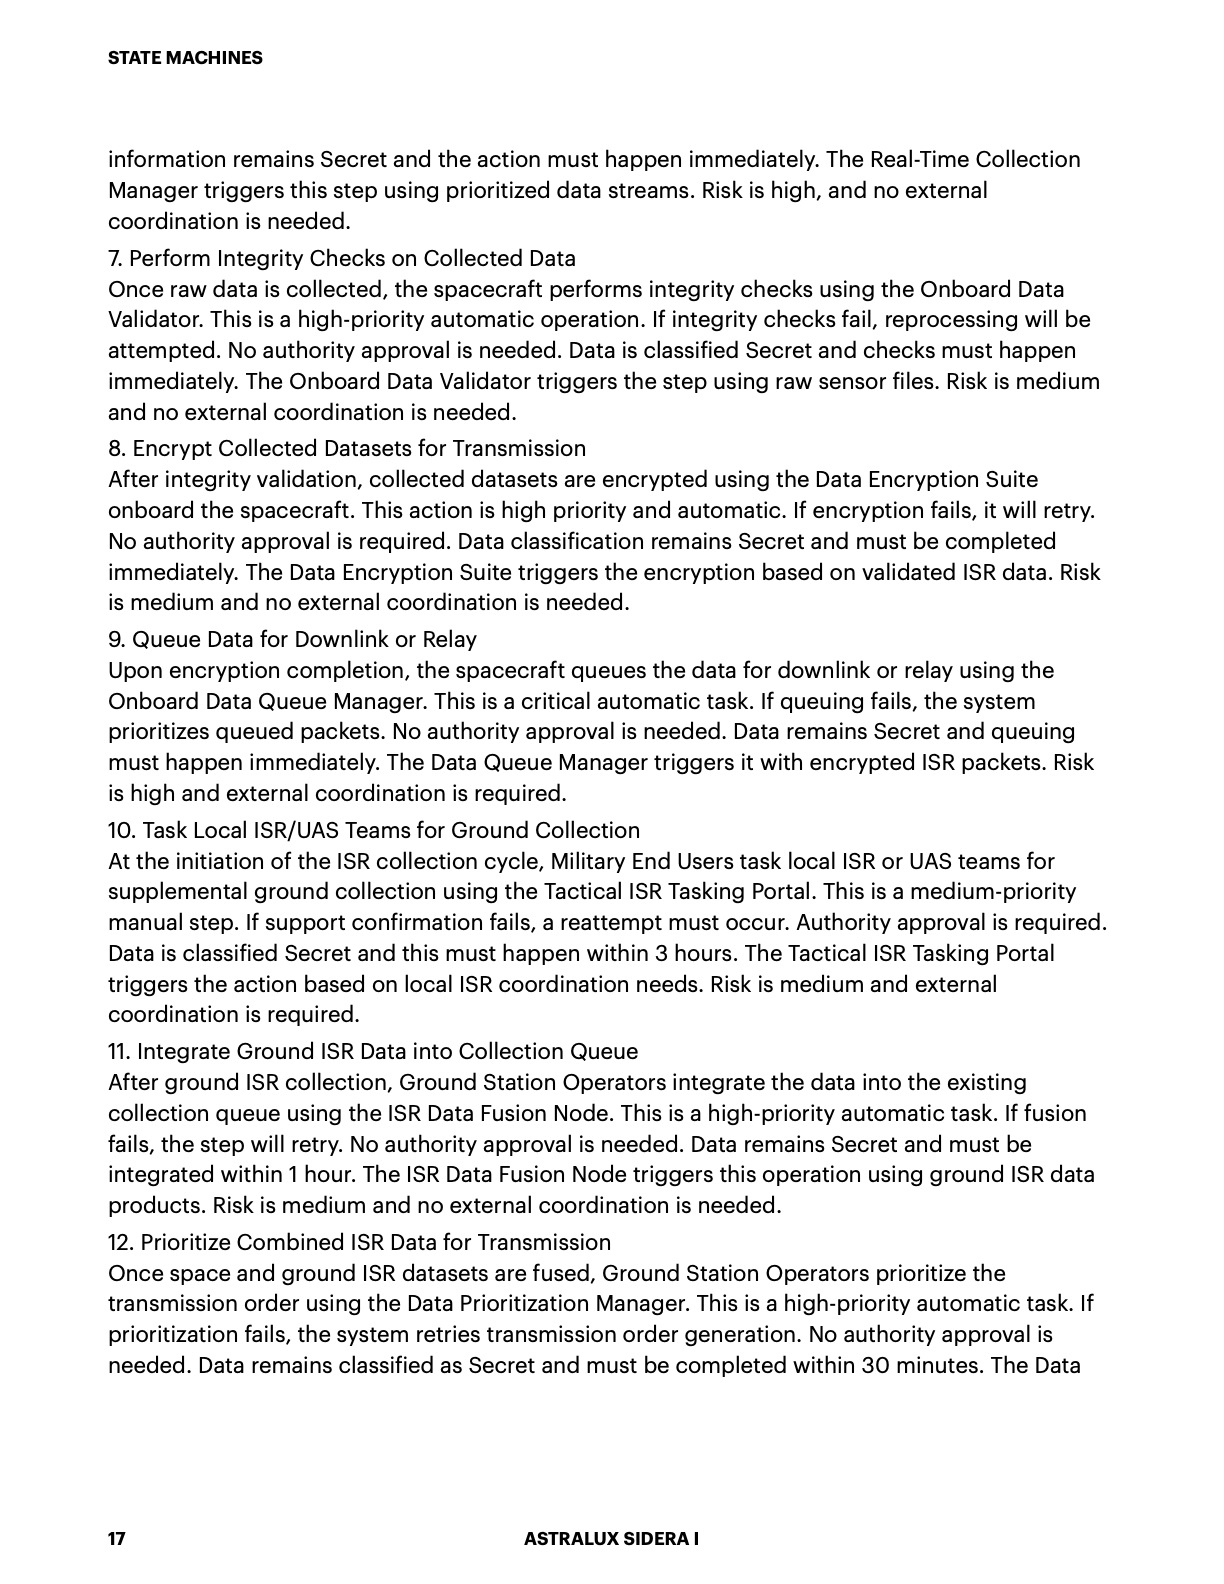 STATE MACHINES
information remains Secret and the action must happen immediately. The Real-Time Collection
Manager triggers this step using prioritized data streams. Risk is high, and no external
coordination is needed.
7. Perform Integrity Checks on Collected Data
Once raw data is collected, the spacecraft performs integrity checks using the Onboard Data
Validator. This is a high-priority automatic operation. If integrity checks fail, reprocessing will be
attempted. No authority approval is needed. Data is classified Secret and checks must happen
immediately. The Onboard Data Validator triggers the step using raw sensor files. Risk is medium
and no external coordination is needed.
8. Encrypt Collected Datasets for Transmission
After integrity validation, collected datasets are encrypted using the Data Encryption Suite
onboard the spacecraft. This action is high priority and automatic. If encryption fails, it will retry.
No authority approval is required. Data classification remains Secret and must be completed
immediately. The Data Encryption Suite triggers the encryption based on validated ISR data. Risk
is medium and no external coordination is needed.
9. Queue Data for Downlink or Relay
Upon encryption completion, the spacecraft queues the data for downlink or relay using the
Onboard Data Queue Manager. This is a critical automatic task. If queuing fails, the system
prioritizes queued packets. No authority approval is needed. Data remains Secret and queuing
must happen immediately. The Data Queue Manager triggers it with encrypted ISR packets. Risk
is high and external coordination is required.
10. Task Local ISR/UAS Teams for Ground Collection
At the initiation of the ISR collection cycle, Military End Users task local ISR or UAS teams for
supplemental ground collection using the Tactical ISR Tasking Portal. This is a medium-priority
manual step. If support confirmation fails, a reattempt must occur. Authority approval is required.
Data is classified Secret and this must happen within 3 hours. The Tactical ISR Tasking Portal
triggers the action based on local ISR coordination needs. Risk is medium and external
coordination is required.
11. Integrate Ground ISR Data into Collection Queue
After ground ISR collection, Ground Station Operators integrate the data into the existing
collection queue using the ISR Data Fusion Node. This is a high-priority automatic task. If fusion
fails, the step will retry. No authority approval is needed. Data remains Secret and must be
integrated within 1 hour. The ISR Data Fusion Node triggers this operation using ground ISR data
products. Risk is medium and no external coordination is needed.
12. Prioritize Combined ISR Data for Transmission
Once space and ground ISR datasets are fused, Ground Station Operators prioritize the
transmission order using the Data Prioritization Manager. This is a high-priority automatic task. If
prioritization fails, the system retries transmission order generation. No authority approval is
needed. Data remains classified as Secret and must be completed within 30 minutes. The Data
17 ASTRALUX SIDERA I